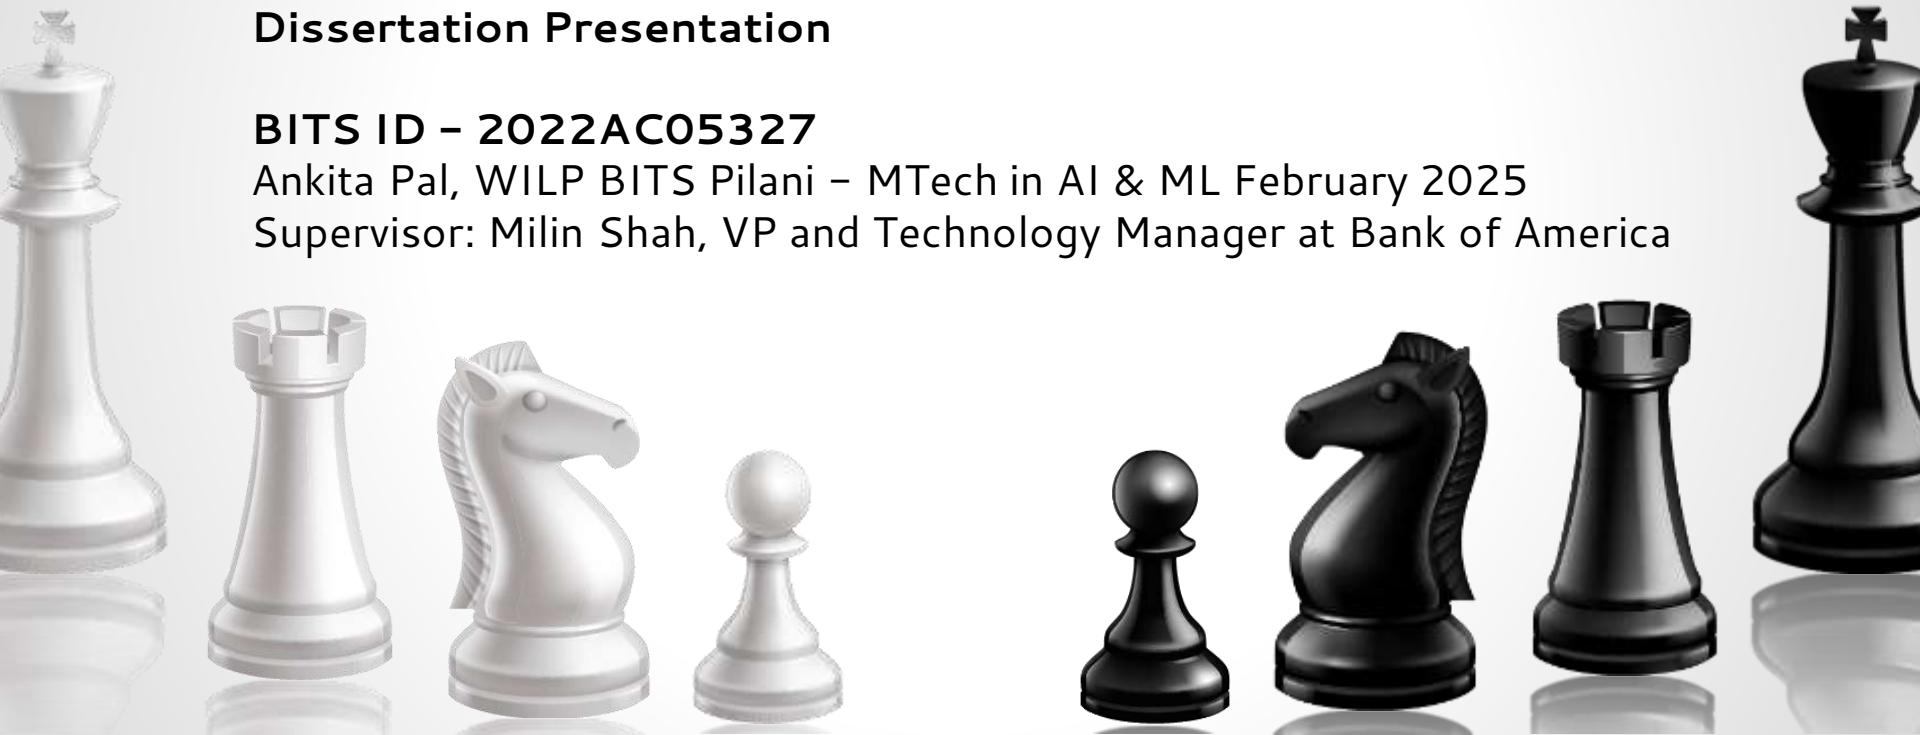 Dissertation Presentation
BITS ID - 2022AC05327
Ankita Pal, WILP BITS Pilani - MTech in AI & ML February 2025
Supervisor: Milin Shah, VP and Technology Manager at Bank of America